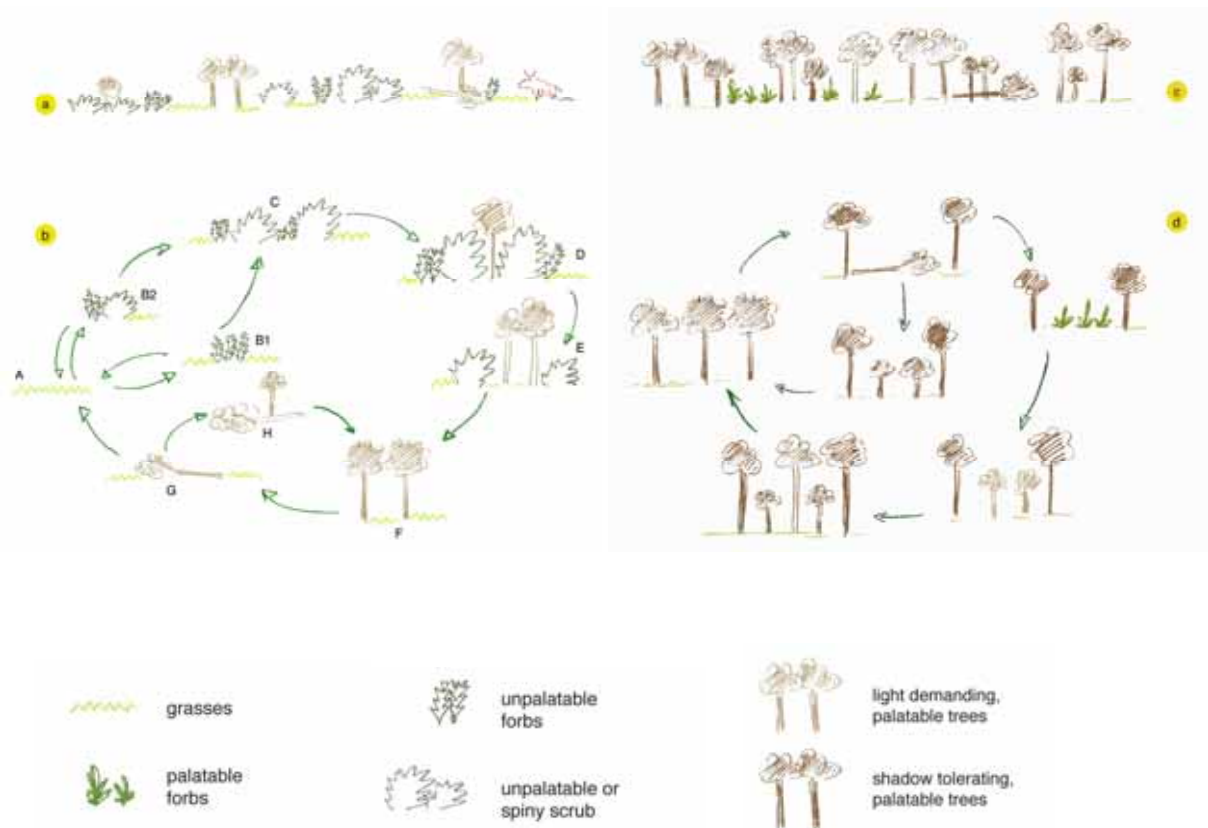 a
c
b
d
C
D
B2
B1
E
A
H
G
F
grasses
unpalatable
forbs
light demanding,
palatable trees
palatable
forbs
unpalatable or
spiny scrub
shadow tolerating,
palatable trees